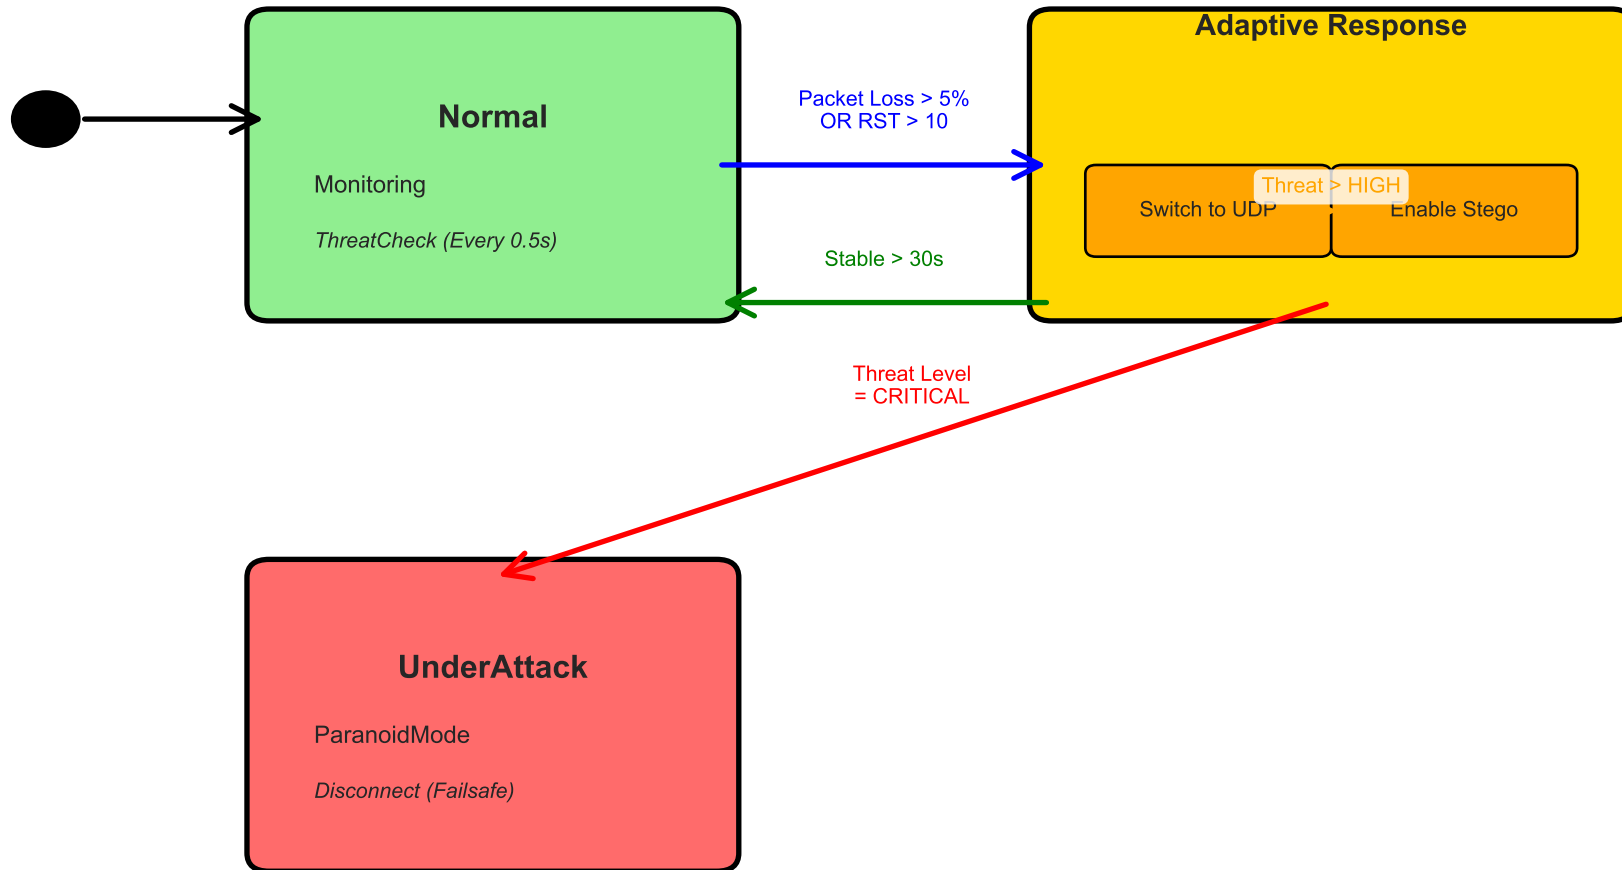 Adaptive Response
Normal
Monitoring
ThreatCheck (Every 0.5s)
Packet Loss > 5%
OR RST > 10
Stable > 30s
Threat > HIGH
Switch to UDP
Enable Stego
Threat Level
= CRITICAL
UnderAttack
ParanoidMode
Disconnect (Failsafe)